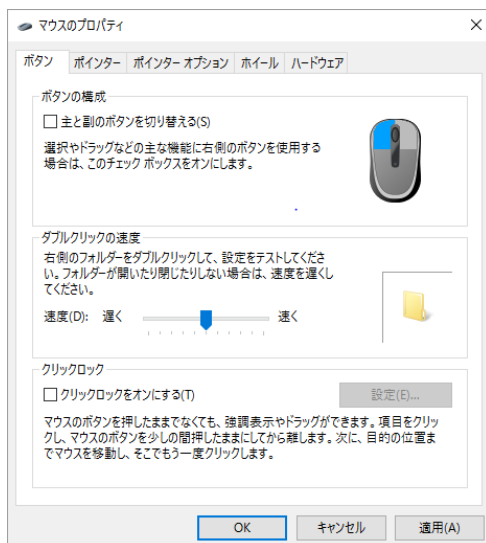 マウスのプロパティ
ボタン ポインター ポインター オプション ホイール ハードウェア
ボタンの構成
主と副のボタンを切り替える(S)
選択やドラッグなどの主な機能に右側のボタンを使用する
場合は、このチェック ボックスをオンにします。
ダブルクリックの速度
右側のフォルダーをダブルクリックして、設定をテストしてくださ
い。フォルダーが開いたり閉じたりしない場合は、速度を遅くし
てください。
速度(D): 遅く 速く
クリックロック
クリックロックをオンにする(T) 設定(E)...
マウスのボタンを押したままでなくても、強調表示やドラッグができます。項目をクリッ
クし、マウスのボタンを少しの間押したままにしてから離します。次に、目的の位置ま
でマウスを移動し、そこでもう一度クリックします。
OK キャンセル 適用(A)